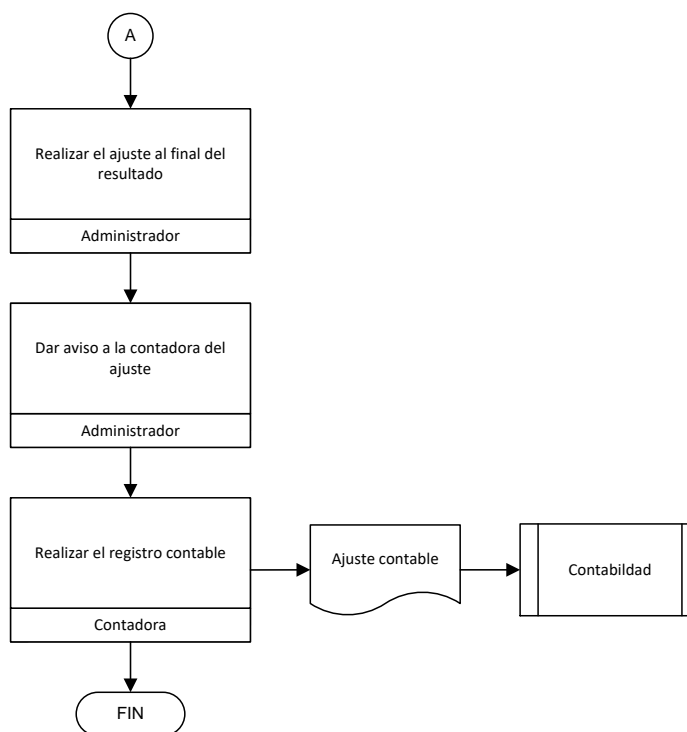 A
Realizar el ajuste al final del
resultado
Administrador
Dar aviso a la contadora del
ajuste
Administrador
Realizar el registro contable
Contadora
Ajuste contable
Contabildad
FIN